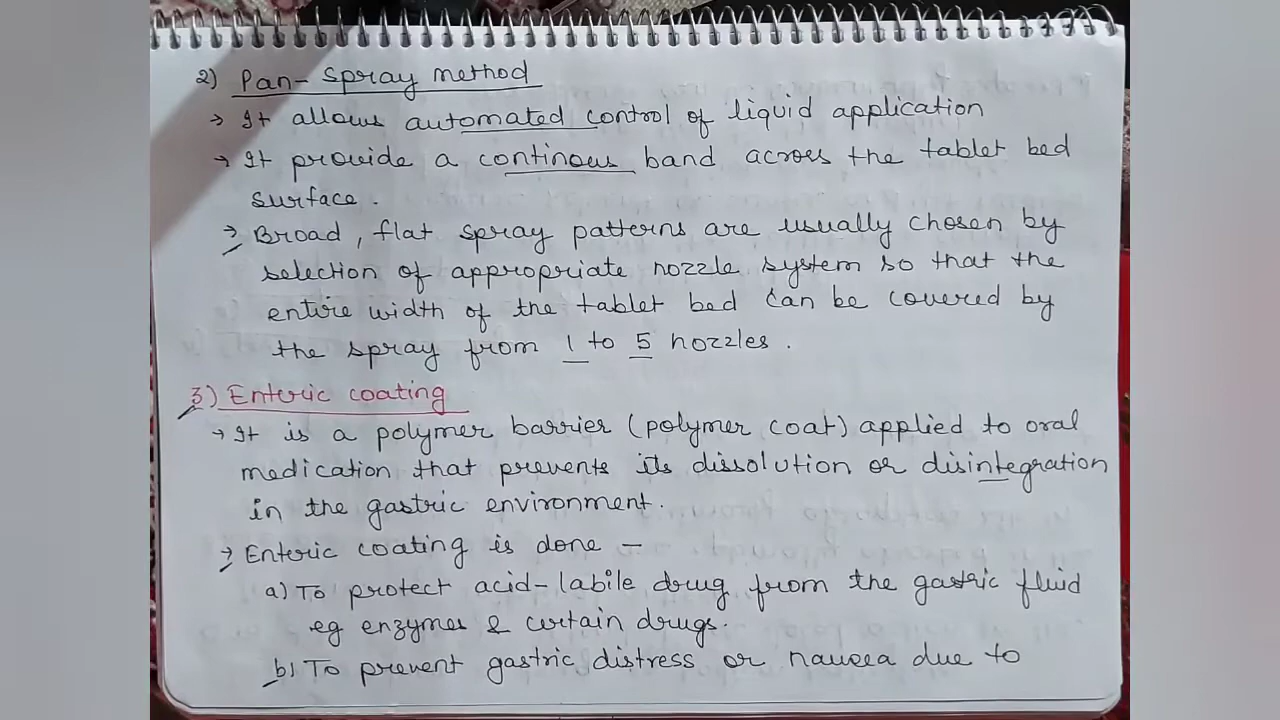 2) Pan- spray method
→ It allows automated control of liquid application
→ It provide a continous band across the tablet bed
surface.
→ Broad, flat spray patterns are usually chosen by
selection of appropriate nozzle system so that the
entire width of the tablet bed can be covered by
the spray from 1 to 5 nozzles.
3) Enteric coating
→ It is a polymer barrier (polymer coat) applied to oral
medication that prevents its dissolution or disintegration
in the gastric environment.
→ Enteric coating is done —
a) To protect acid-labile drug from the gastric fluid
eg enzymes & certain drugs.
b) To prevent gastric distress or nausea due to